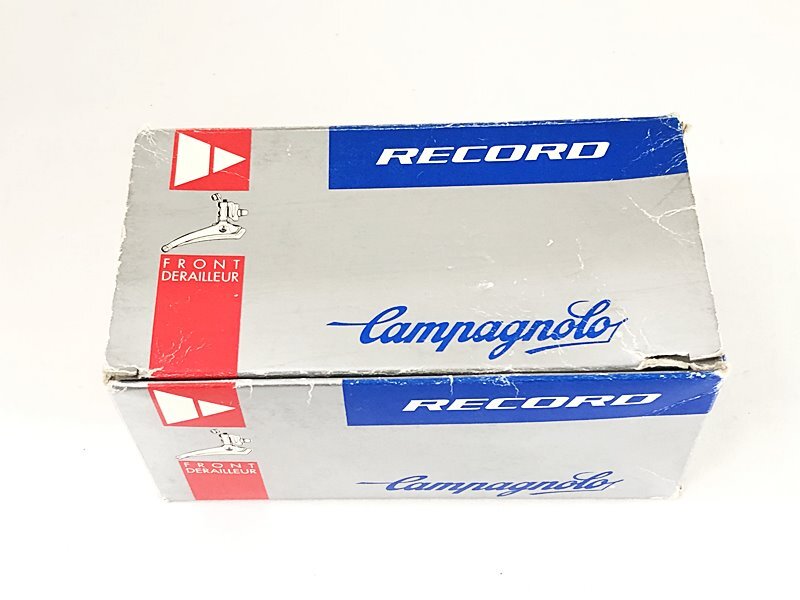 RECORD
FRONT
DERAILLEUR
Campagnolo
RECORD
FRONT
DERAILLEUR
Campagnolo